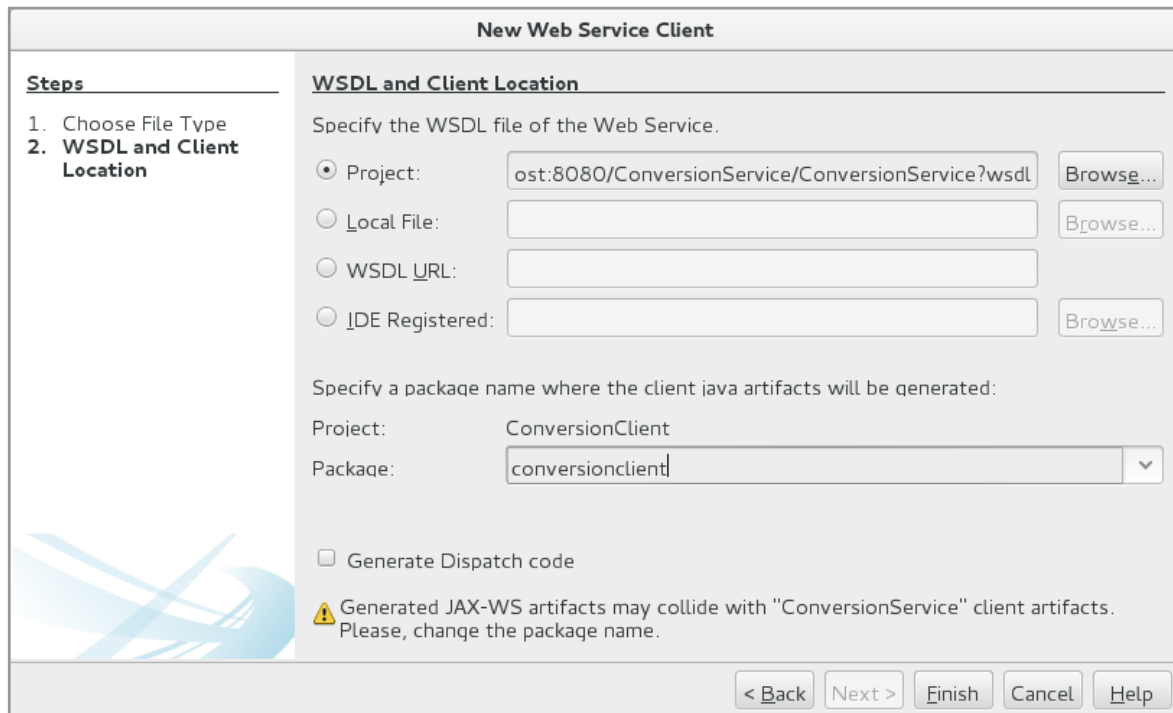 New Web Service Client
Steps
1. Choose File Type
2. WSDL and Client
Location
WSDL and Client Location
Specify the WSDL file of the Web Service.
Project: ost:8080/ConversionService/ConversionService?wsdl Browse...
Local File: Browse...
WSDL URL:
IDE Registered: Browse...
Specify a package name where the client java artifacts will be generated:
Project: ConversionClient
Package: conversionclient
Generate Dispatch code
Generated JAX-WS artifacts may collide with "ConversionService" client artifacts.
Please, change the package name.
< Back Next > Finish Cancel Help